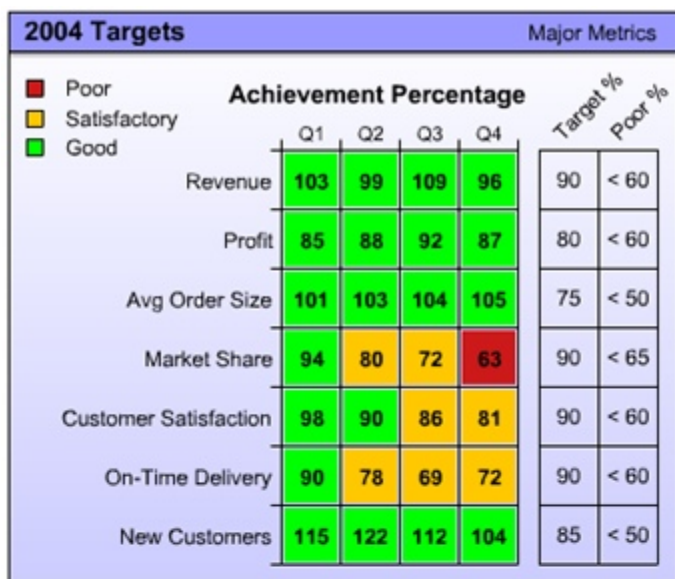 2004 Targets Major Metrics
Poor
Satisfactory
Good
Achievement Percentage
Q1 Q2 Q3 Q4 Target % Poor %
Revenue 103 99 109 96 90 < 60
Profit 85 88 92 87 80 < 60
Avg Order Size 101 103 104 105 75 < 50
Market Share 94 80 72 63 90 < 65
Customer Satisfaction 98 90 86 81 90 < 60
On-Time Delivery 90 78 69 72 90 < 60
New Customers 115 122 112 104 85 < 50